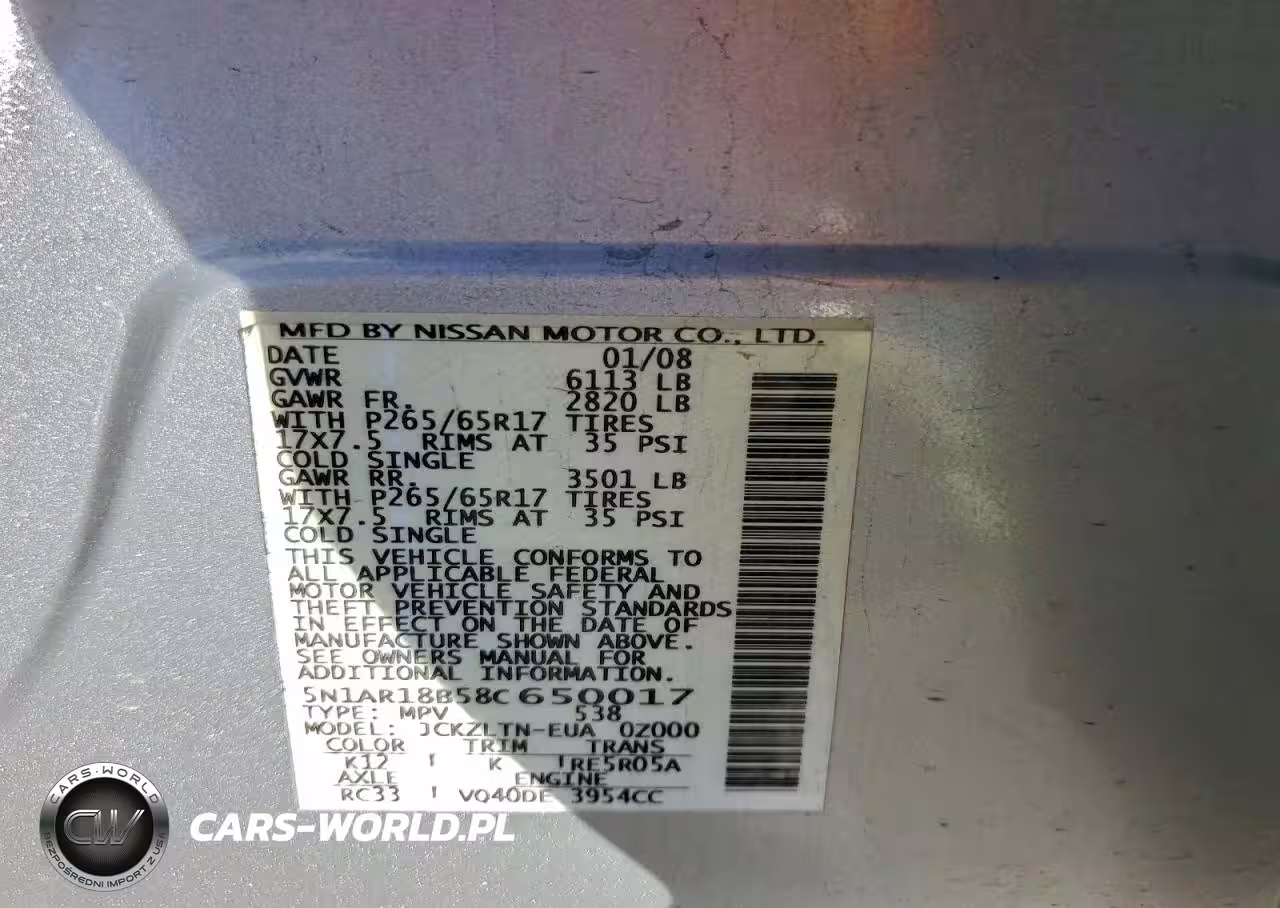 MFD BY NISSAN MOTOR CO., LTD.
DATE 01/08
GVWR 6113 LB
GAWR FR. 2820 LB
WITH P265/65R17 TIRES
17X7.5 RIMS AT 35 PSI
COLD SINGLE
GAWR RR. 3501 LB
WITH P265/65R17 TIRES
17X7.5 RIMS AT 35 PSI
COLD SINGLE
THIS VEHICLE CONFORMS TO
ALL APPLICABLE FEDERAL
MOTOR VEHICLE SAFETY AND
THEFT PREVENTION STANDARDS
IN EFFECT ON THE DATE OF
MANUFACTURE SHOWN ABOVE.
SEE OWNERS MANUAL FOR
ADDITIONAL INFORMATION.
5N1AR18B58C650017
TYPE: MPV 538
MODEL: JCKZLTN-EUA 0Z000
COLOR TRIM TRANS
K12 K RE5R05A
AXLE ENGINE
RC33 VQ40DE 3954CC
CARS-WORLD
CW
BEZPOŚREDNI IMPORT Z USA
CARS-WORLD.PL